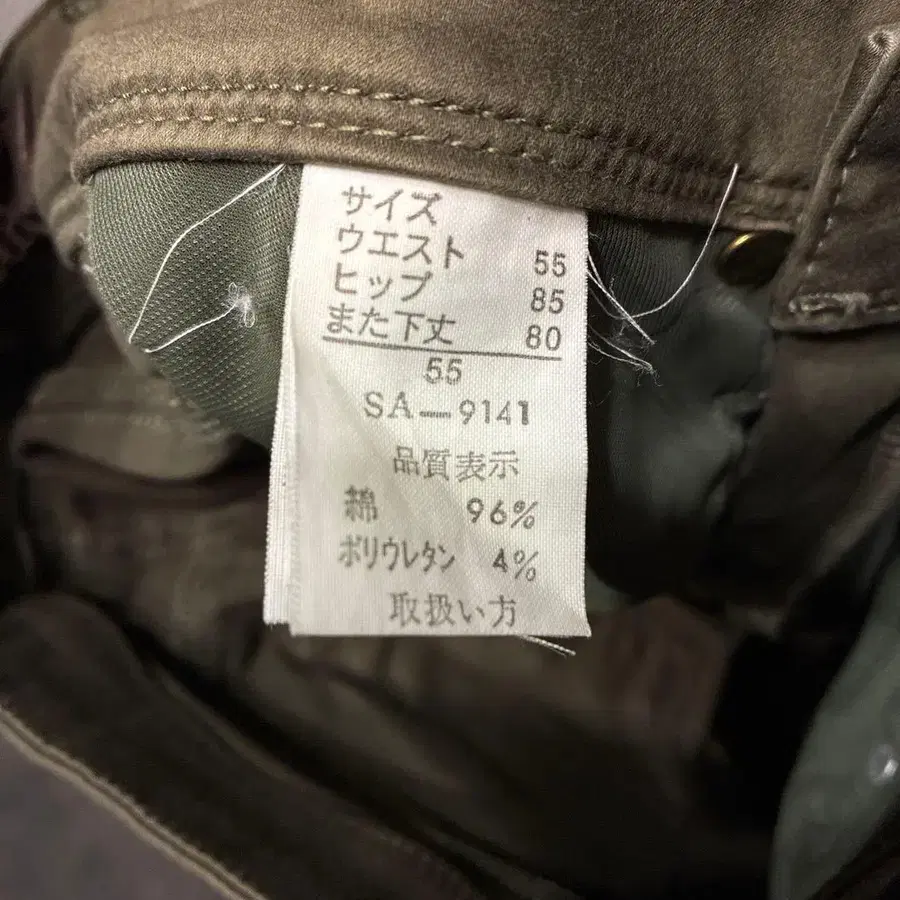 サイズ
ウエスト 55
ヒップ 85
また下丈 80
55
SA-9141
品質表示
綿 96%
ポリウレタン 4%
取扱い方